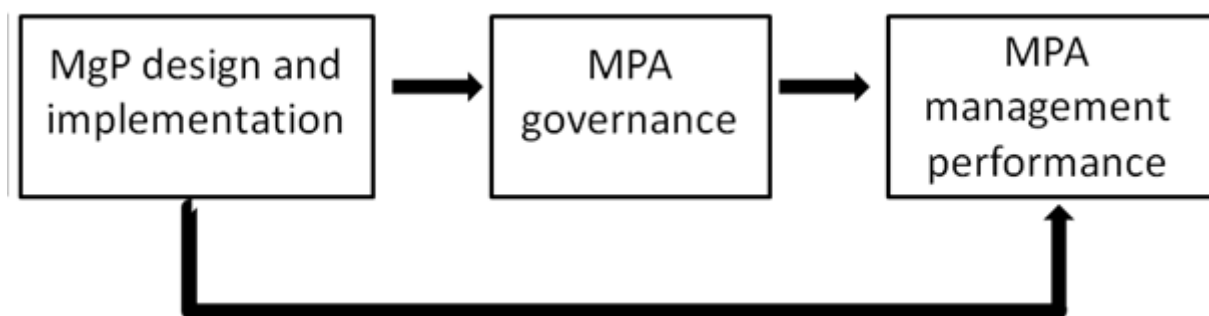 MgP design and
implementation
MPA
governance
MPA
management
performance